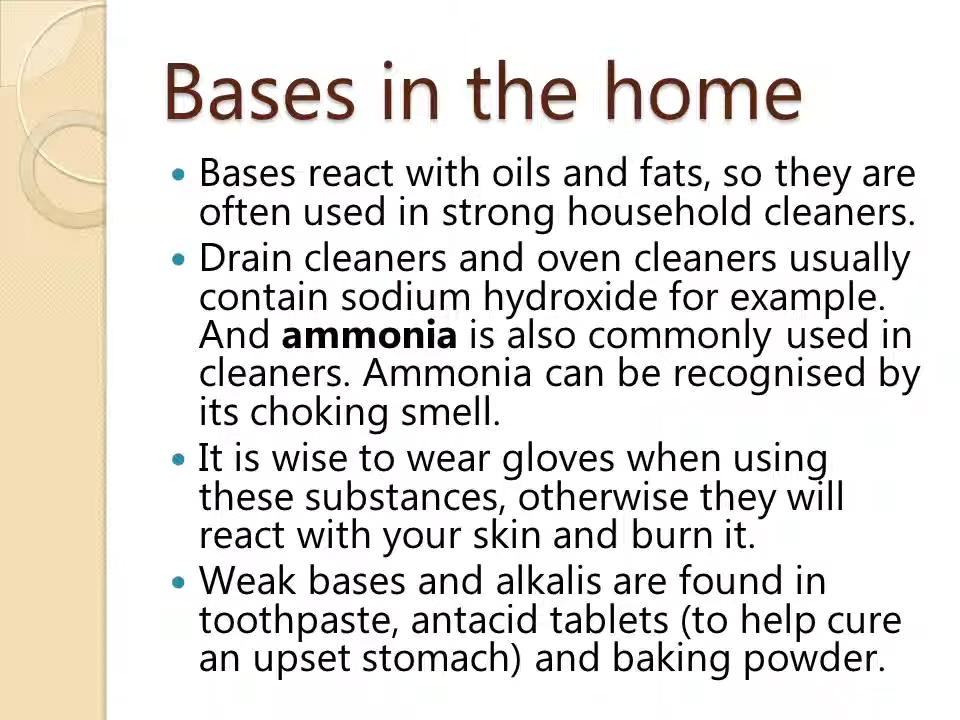 Bases in the home
• Bases react with oils and fats, so they are
often used in strong household cleaners.
• Drain cleaners and oven cleaners usually
contain sodium hydroxide for example.
And ammonia is also commonly used in
cleaners. Ammonia can be recognised by
its choking smell.
• It is wise to wear gloves when using
these substances, otherwise they will
react with your skin and burn it.
• Weak bases and alkalis are found in
toothpaste, antacid tablets (to help cure
an upset stomach) and baking powder.